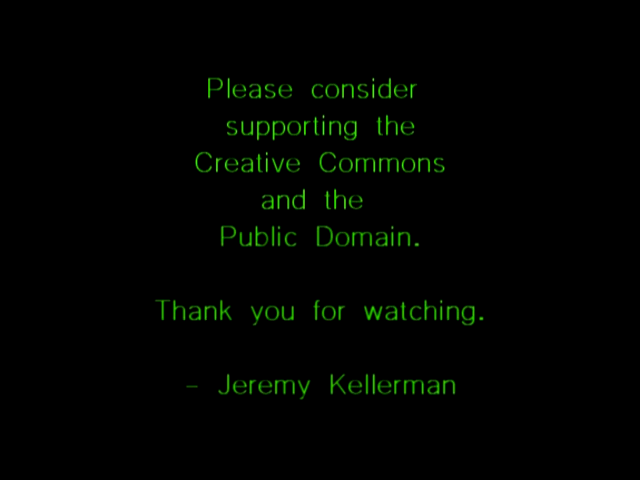 Please consider
supporting the
Creative Commons
and the
Public Domain.
Thank you for watching.
- Jeremy Kellerman